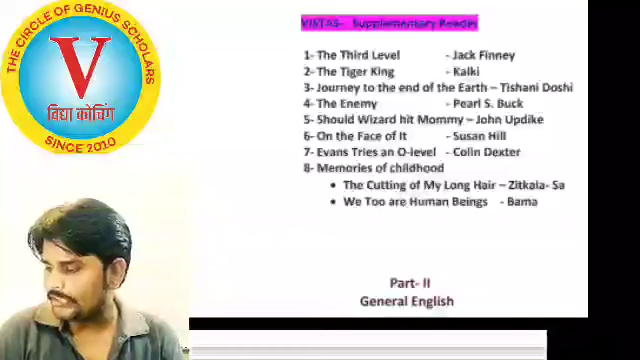 THE CIRCLE OF GENIUS SCHOLARS
V
विद्या कोचिंग
SINCE 2010
VISTAS- Supplementary Reader
1- The Third Level - Jack Finney
2- The Tiger King - Kalki
3- Journey to the end of the Earth – Tishani Doshi
4- The Enemy - Pearl S. Buck
5- Should Wizard hit Mommy – John Updike
6- On the Face of It - Susan Hill
7- Evans Tries an O-level - Colin Dexter
8- Memories of childhood
• The Cutting of My Long Hair – Zitkala- Sa
• We Too are Human Beings - Bama
Part- II
General English